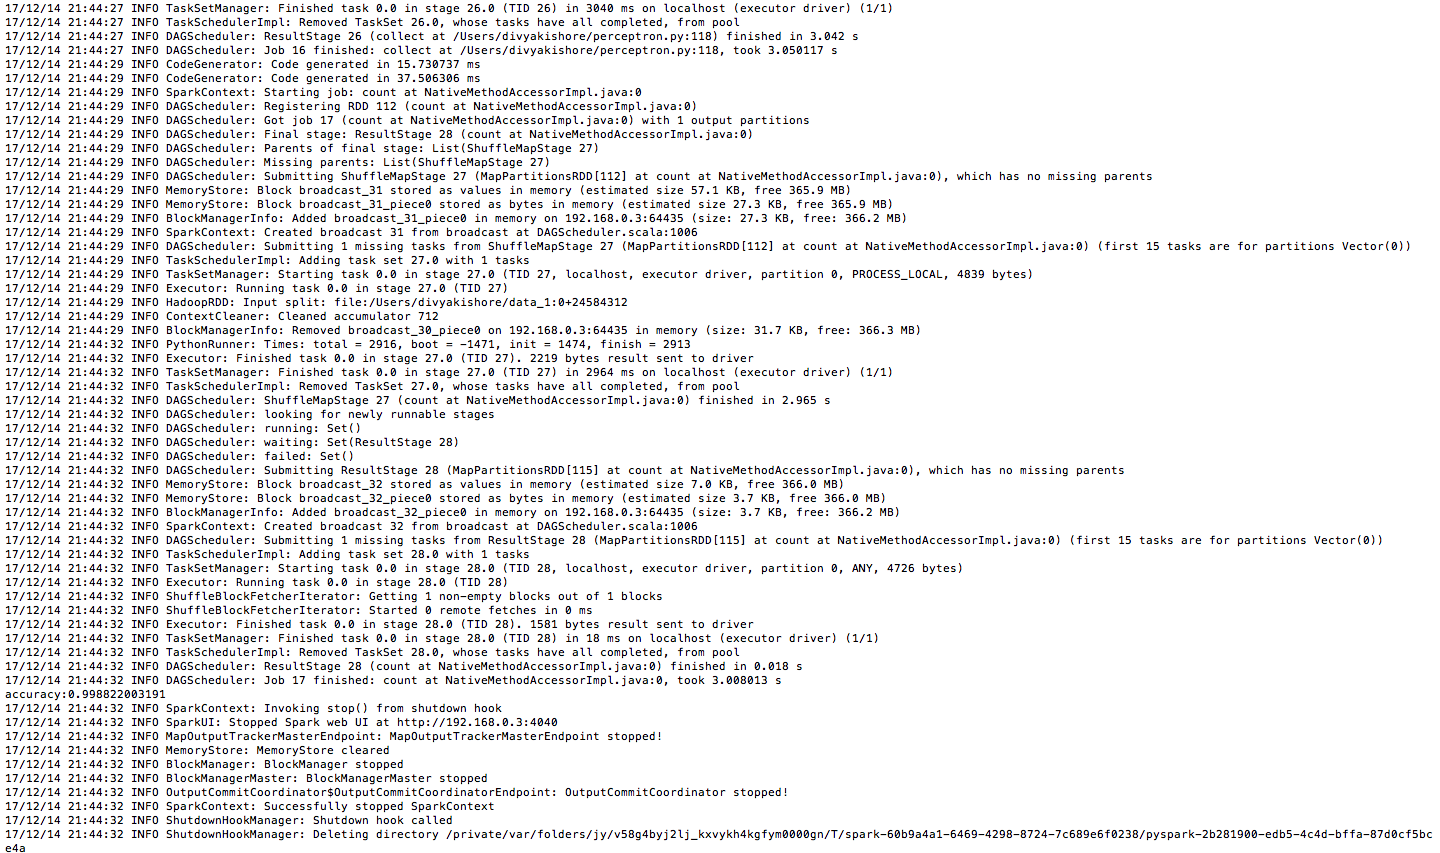 17/12/14 21:44:27 INFO TaskSetManager: Finished task 0.0 in stage 26.0 (TID 26) in 3040 ms on localhost (executor driver) (1/1)
17/12/14 21:44:27 INFO TaskSchedulerImpl: Removed TaskSet 26.0, whose tasks have all completed, from pool
17/12/14 21:44:27 INFO DAGScheduler: ResultStage 26 (collect at /Users/divyakishore/perceptron.py:118) finished in 3.042 s
17/12/14 21:44:27 INFO DAGScheduler: Job 16 finished: collect at /Users/divyakishore/perceptron.py:118, took 3.050117 s
17/12/14 21:44:29 INFO CodeGenerator: Code generated in 15.730737 ms
17/12/14 21:44:29 INFO CodeGenerator: Code generated in 37.506306 ms
17/12/14 21:44:29 INFO SparkContext: Starting job: count at NativeMethodAccessorImpl.java:0
17/12/14 21:44:29 INFO DAGScheduler: Registering RDD 112 (count at NativeMethodAccessorImpl.java:0)
17/12/14 21:44:29 INFO DAGScheduler: Got job 17 (count at NativeMethodAccessorImpl.java:0) with 1 output partitions
17/12/14 21:44:29 INFO DAGScheduler: Final stage: ResultStage 28 (count at NativeMethodAccessorImpl.java:0)
17/12/14 21:44:29 INFO DAGScheduler: Parents of final stage: List(ShuffleMapStage 27)
17/12/14 21:44:29 INFO DAGScheduler: Missing parents: List(ShuffleMapStage 27)
17/12/14 21:44:29 INFO DAGScheduler: Submitting ShuffleMapStage 27 (MapPartitionsRDD[112] at count at NativeMethodAccessorImpl.java:0), which has no missing parents
17/12/14 21:44:29 INFO MemoryStore: Block broadcast_31 stored as values in memory (estimated size 57.1 KB, free 365.9 MB)
17/12/14 21:44:29 INFO MemoryStore: Block broadcast_31_piece0 stored as bytes in memory (estimated size 27.3 KB, free 365.9 MB)
17/12/14 21:44:29 INFO BlockManagerInfo: Added broadcast_31_piece0 in memory on 192.168.0.3:64435 (size: 27.3 KB, free: 366.2 MB)
17/12/14 21:44:29 INFO SparkContext: Created broadcast 31 from broadcast at DAGScheduler.scala:1006
17/12/14 21:44:29 INFO DAGScheduler: Submitting 1 missing tasks from ShuffleMapStage 27 (MapPartitionsRDD[112] at count at NativeMethodAccessorImpl.java:0) (first 15 tasks are for partitions Vector(0))
17/12/14 21:44:29 INFO TaskSchedulerImpl: Adding task set 27.0 with 1 tasks
17/12/14 21:44:29 INFO TaskSetManager: Starting task 0.0 in stage 27.0 (TID 27, localhost, executor driver, partition 0, PROCESS_LOCAL, 4839 bytes)
17/12/14 21:44:29 INFO Executor: Running task 0.0 in stage 27.0 (TID 27)
17/12/14 21:44:29 INFO HadoopRDD: Input split: file:/Users/divyakishore/data_1:0+24584312
17/12/14 21:44:29 INFO ContextCleaner: Cleaned accumulator 712
17/12/14 21:44:29 INFO BlockManagerInfo: Removed broadcast_30_piece0 on 192.168.0.3:64435 in memory (size: 31.7 KB, free: 366.3 MB)
17/12/14 21:44:32 INFO PythonRunner: Times: total = 2916, boot = -1471, init = 1474, finish = 2913
17/12/14 21:44:32 INFO Executor: Finished task 0.0 in stage 27.0 (TID 27). 2219 bytes result sent to driver
17/12/14 21:44:32 INFO TaskSetManager: Finished task 0.0 in stage 27.0 (TID 27) in 2964 ms on localhost (executor driver) (1/1)
17/12/14 21:44:32 INFO TaskSchedulerImpl: Removed TaskSet 27.0, whose tasks have all completed, from pool
17/12/14 21:44:32 INFO DAGScheduler: ShuffleMapStage 27 (count at NativeMethodAccessorImpl.java:0) finished in 2.965 s
17/12/14 21:44:32 INFO DAGScheduler: looking for newly runnable stages
17/12/14 21:44:32 INFO DAGScheduler: running: Set()
17/12/14 21:44:32 INFO DAGScheduler: waiting: Set(ResultStage 28)
17/12/14 21:44:32 INFO DAGScheduler: failed: Set()
17/12/14 21:44:32 INFO DAGScheduler: Submitting ResultStage 28 (MapPartitionsRDD[115] at count at NativeMethodAccessorImpl.java:0), which has no missing parents
17/12/14 21:44:32 INFO MemoryStore: Block broadcast_32 stored as values in memory (estimated size 7.0 KB, free 366.0 MB)
17/12/14 21:44:32 INFO MemoryStore: Block broadcast_32_piece0 stored as bytes in memory (estimated size 3.7 KB, free 366.0 MB)
17/12/14 21:44:32 INFO BlockManagerInfo: Added broadcast_32_piece0 in memory on 192.168.0.3:64435 (size: 3.7 KB, free: 366.2 MB)
17/12/14 21:44:32 INFO SparkContext: Created broadcast 32 from broadcast at DAGScheduler.scala:1006
17/12/14 21:44:32 INFO DAGScheduler: Submitting 1 missing tasks from ResultStage 28 (MapPartitionsRDD[115] at count at NativeMethodAccessorImpl.java:0) (first 15 tasks are for partitions Vector(0))
17/12/14 21:44:32 INFO TaskSchedulerImpl: Adding task set 28.0 with 1 tasks
17/12/14 21:44:32 INFO TaskSetManager: Starting task 0.0 in stage 28.0 (TID 28, localhost, executor driver, partition 0, ANY, 4726 bytes)
17/12/14 21:44:32 INFO Executor: Running task 0.0 in stage 28.0 (TID 28)
17/12/14 21:44:32 INFO ShuffleBlockFetcherIterator: Getting 1 non-empty blocks out of 1 blocks
17/12/14 21:44:32 INFO ShuffleBlockFetcherIterator: Started 0 remote fetches in 0 ms
17/12/14 21:44:32 INFO Executor: Finished task 0.0 in stage 28.0 (TID 28). 1581 bytes result sent to driver
17/12/14 21:44:32 INFO TaskSetManager: Finished task 0.0 in stage 28.0 (TID 28) in 18 ms on localhost (executor driver) (1/1)
17/12/14 21:44:32 INFO TaskSchedulerImpl: Removed TaskSet 28.0, whose tasks have all completed, from pool
17/12/14 21:44:32 INFO DAGScheduler: ResultStage 28 (count at NativeMethodAccessorImpl.java:0) finished in 0.018 s
17/12/14 21:44:32 INFO DAGScheduler: Job 17 finished: count at NativeMethodAccessorImpl.java:0, took 3.008013 s
accuracy:0.998822003191
17/12/14 21:44:32 INFO SparkContext: Invoking stop() from shutdown hook
17/12/14 21:44:32 INFO SparkUI: Stopped Spark web UI at http://192.168.0.3:4040
17/12/14 21:44:32 INFO MapOutputTrackerMasterEndpoint: MapOutputTrackerMasterEndpoint stopped!
17/12/14 21:44:32 INFO MemoryStore: MemoryStore cleared
17/12/14 21:44:32 INFO BlockManager: BlockManager stopped
17/12/14 21:44:32 INFO BlockManagerMaster: BlockManagerMaster stopped
17/12/14 21:44:32 INFO OutputCommitCoordinator$OutputCommitCoordinatorEndpoint: OutputCommitCoordinator stopped!
17/12/14 21:44:32 INFO SparkContext: Successfully stopped SparkContext
17/12/14 21:44:32 INFO ShutdownHookManager: Shutdown hook called
17/12/14 21:44:32 INFO ShutdownHookManager: Deleting directory /private/var/folders/jy/v58g4byj2lj_kxvykh4kgfym0000gn/T/spark-60b9a4a1-6469-4298-8724-7c689e6f0238/pyspark-2b281900-edb5-4c4d-bffa-87d0cf5bc
e4a